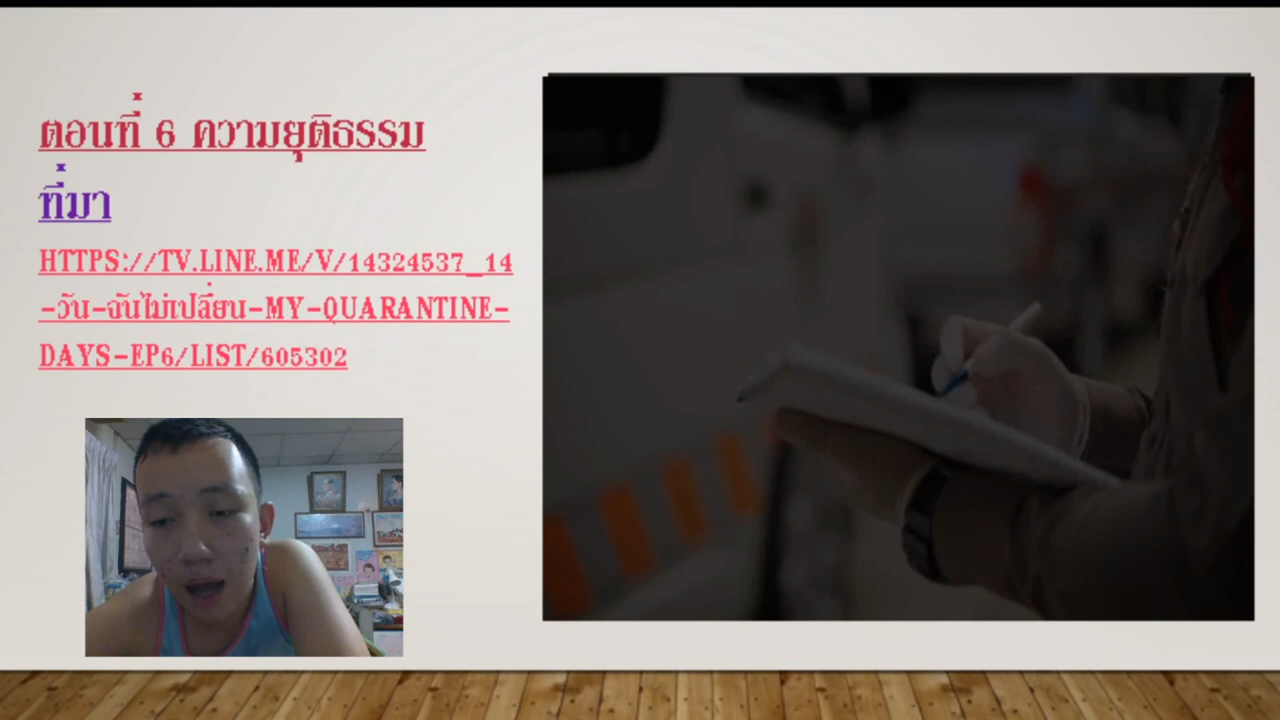 ตอนที่ 6 ความยุติธรรม
ที่มา
HTTPS://TV.LINE.ME/V/14324537_14
-วัน-ฉันไม่เปลี่ยน-MY-QUARANTINE-
DAYS-EP6/LIST/605302